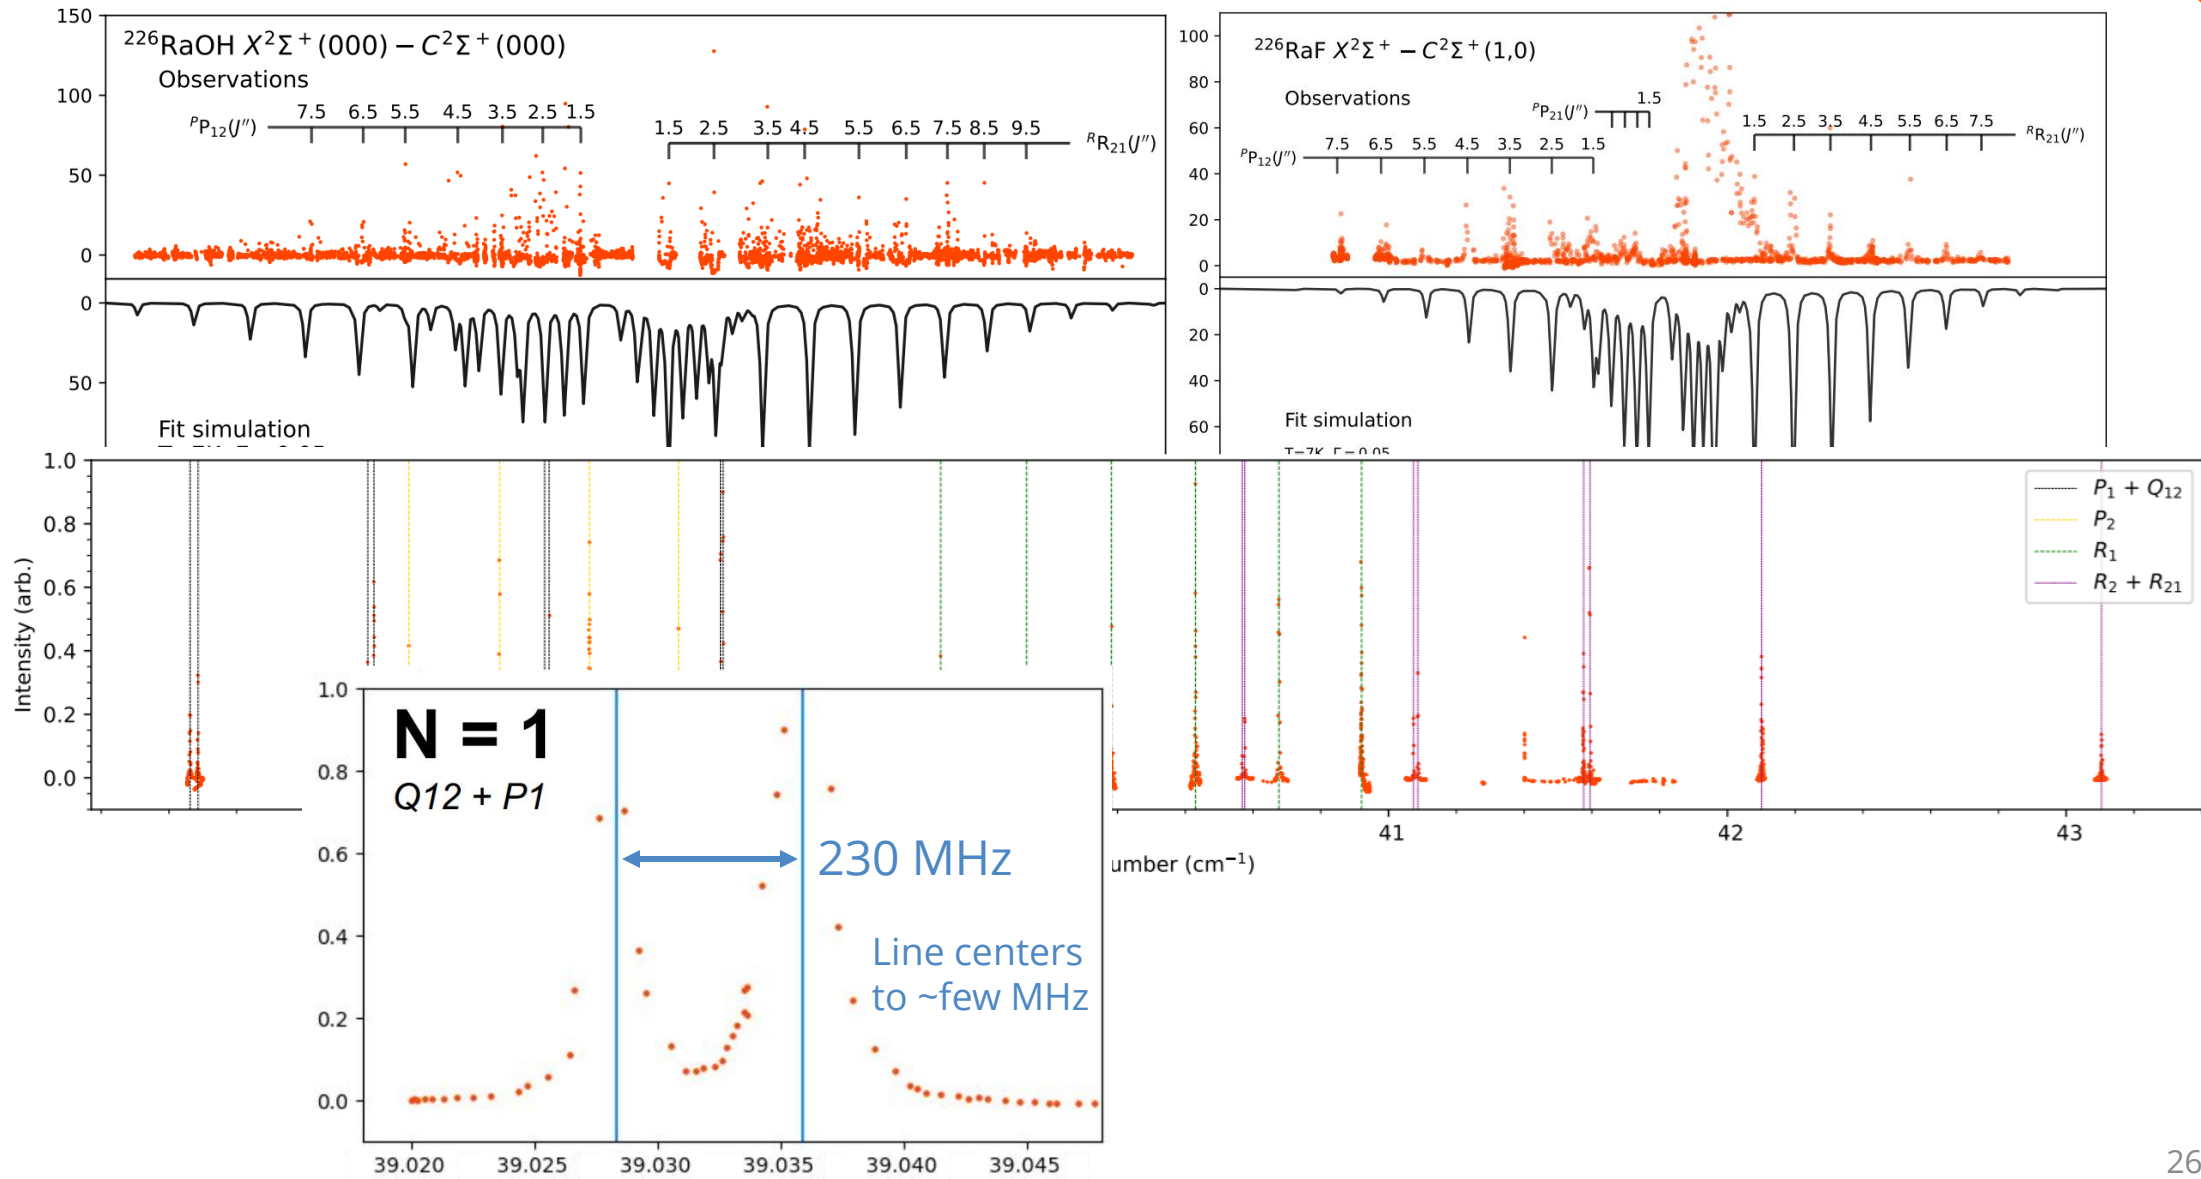 150
100
50
0
0
50
²²⁶RaOH X²Σ⁺(000) − C²Σ⁺(000)
Observations
ᴾP₁₂(J″)
7.5 6.5 5.5 4.5 3.5 2.5 1.5
1.5 2.5 3.5 4.5 5.5 6.5 7.5 8.5 9.5
ᴿR₂₁(J″)
Fit simulation
100
80
60
40
20
0
0
20
40
60
²²⁶RaF X²Σ⁺ − C²Σ⁺(1,0)
Observations
ᴾP₂₁(J″)
1.5
1.5 2.5 3.5 4.5 5.5 6.5 7.5
ᴿR₂₁(J″)
ᴾP₁₂(J″)
7.5 6.5 5.5 4.5 3.5 2.5 1.5
Fit simulation
T=7K, Γ=0.05
Intensity (arb.)
1.0
0.8
0.6
0.4
0.2
0.0
P₁ + Q₁₂
P₂
R₁
R₂ + R₂₁
41 42 43
umber (cm⁻¹)
1.0
0.8
0.6
0.4
0.2
0.0
N = 1
Q12 + P1
230 MHz
Line centers
to ~few MHz
39.020 39.025 39.030 39.035 39.040 39.045
26